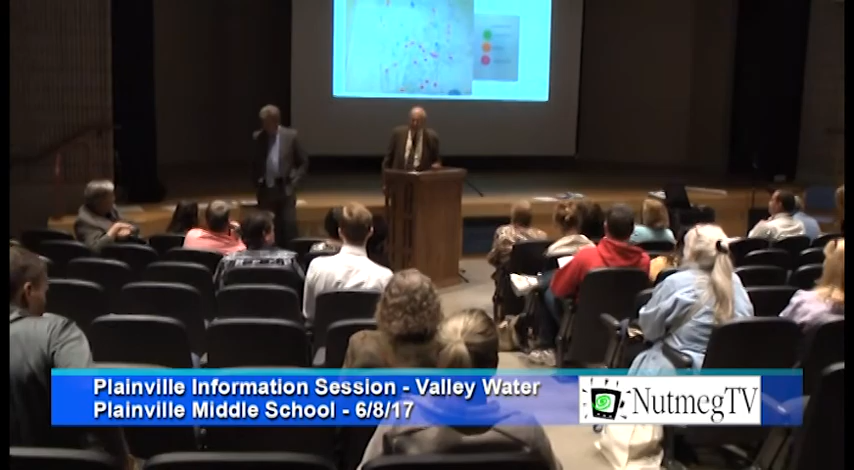 Plainville Information Session - Valley Water
Plainville Middle School - 6/8/17
NutmegTV